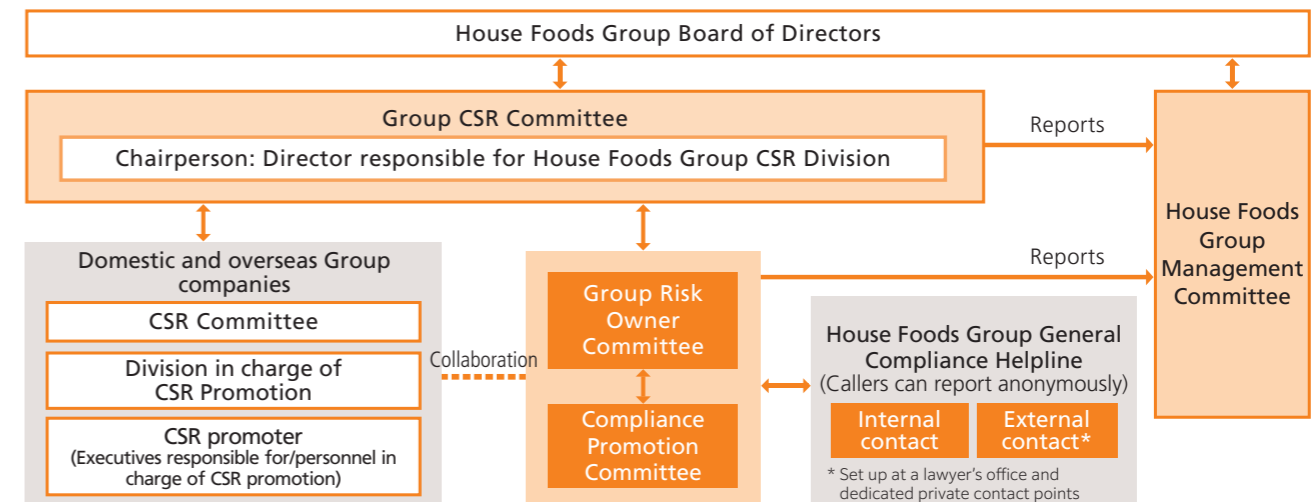 House Foods Group Board of Directors
Group CSR Committee
Chairperson: Director responsible for House Foods Group CSR Division
Reports
House Foods
Group
Management
Committee
Domestic and overseas Group
companies
CSR Committee
Division in charge of
CSR Promotion
CSR promoter
(Executives responsible for/personnel in
charge of CSR promotion)
Collaboration
Group Risk
Owner
Committee
Compliance
Promotion
Committee
Reports
House Foods Group General
Compliance Helpline
(Callers can report anonymously)
Internal
contact
External
contact*
* Set up at a lawyer's office and
dedicated private contact points